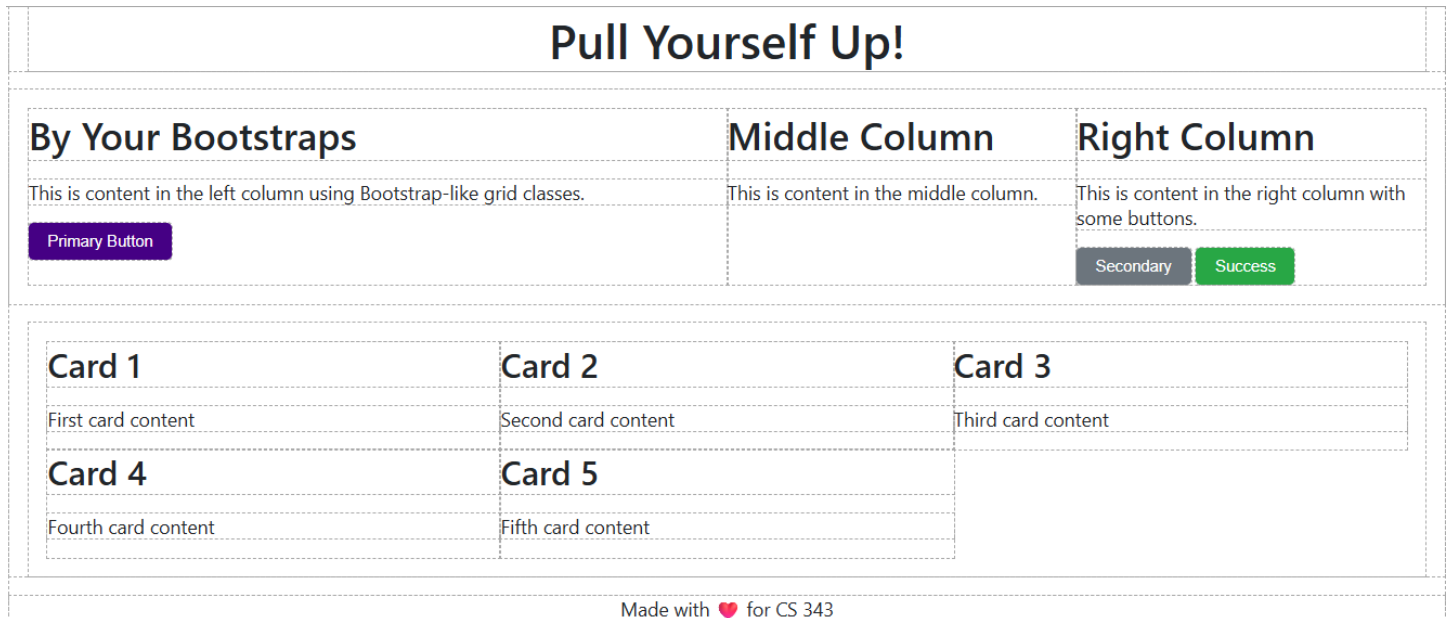 Pull Yourself Up!
By Your Bootstraps
This is content in the left column using Bootstrap-like grid classes.
Primary Button
Middle Column
This is content in the middle column.
Right Column
This is content in the right column with
some buttons.
Secondary
Success
Card 1
First card content
Card 2
Second card content
Card 3
Third card content
Card 4
Fourth card content
Card 5
Fifth card content
Made with ❤️ for CS 343